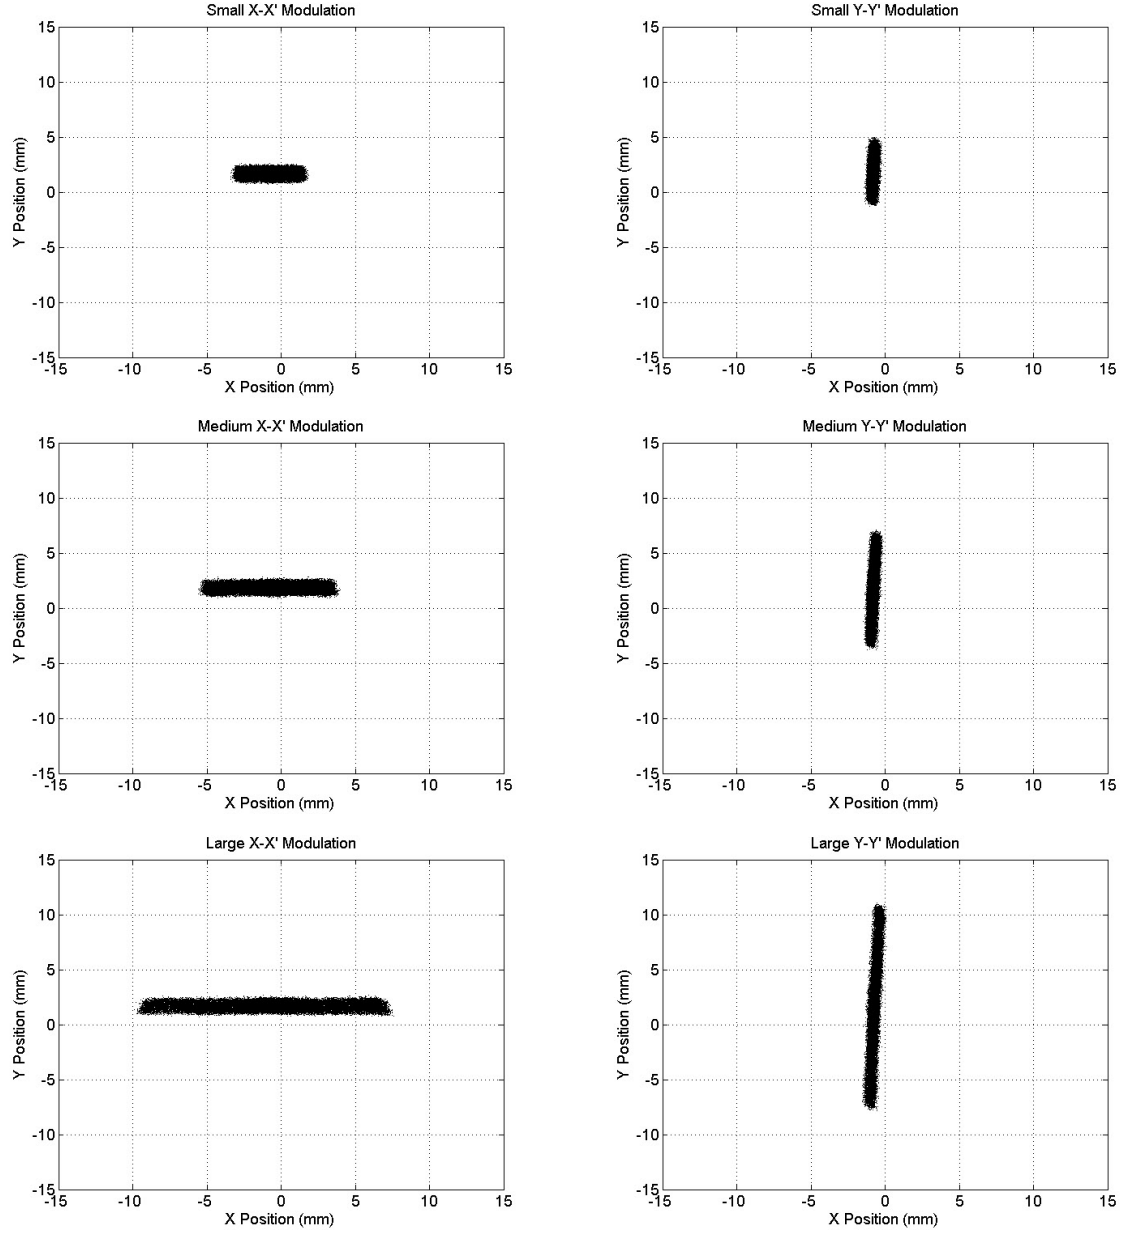 Small X-X' Modulation
15
10
5
0
-5
-10
-15
Y Position (mm)
-15 -10 -5 0 5 10 15
X Position (mm)
Small Y-Y' Modulation
15
10
5
0
-5
-10
-15
Y Position (mm)
-15 -10 -5 0 5 10 15
X Position (mm)
Medium X-X' Modulation
15
10
5
0
-5
-10
-15
Y Position (mm)
-15 -10 -5 0 5 10 15
X Position (mm)
Medium Y-Y' Modulation
15
10
5
0
-5
-10
-15
Y Position (mm)
-15 -10 -5 0 5 10 15
X Position (mm)
Large X-X' Modulation
15
10
5
0
-5
-10
-15
Y Position (mm)
-15 -10 -5 0 5 10 15
X Position (mm)
Large Y-Y' Modulation
15
10
5
0
-5
-10
-15
Y Position (mm)
-15 -10 -5 0 5 10 15
X Position (mm)